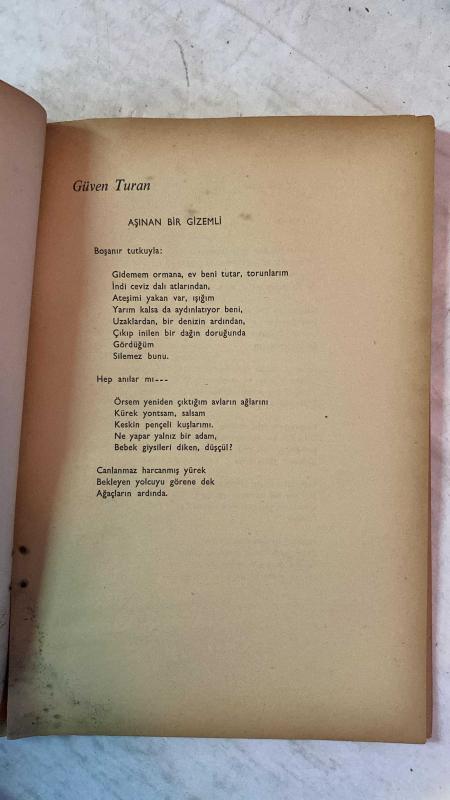 Güven Turan
AŞINAN BİR GİZEMLİ
Boşanır tutkuyla:
Gidemem ormana, ev beni tutar, torunlarım
İndi ceviz dalı atlarından,
Ateşimi yakan var, ışığım
Yarım kalsa da aydınlatıyor beni,
Uzaklardan, bir denizin ardından,
Çıkıp inilen bir dağın doruğunda
Gördüğüm
Silemez bunu.
Hep anılar mı---
Örsem yeniden çıktığım avların ağlarını
Kürek yontsam, salsam
Keskin pençeli kuşlarımı.
Ne yapar yalnız bir adam,
Bebek giysileri diken, düşçül?
Canlanmaz harcanmış yürek
Bekleyen yolcuyu görene dek
Ağaçların ardında.